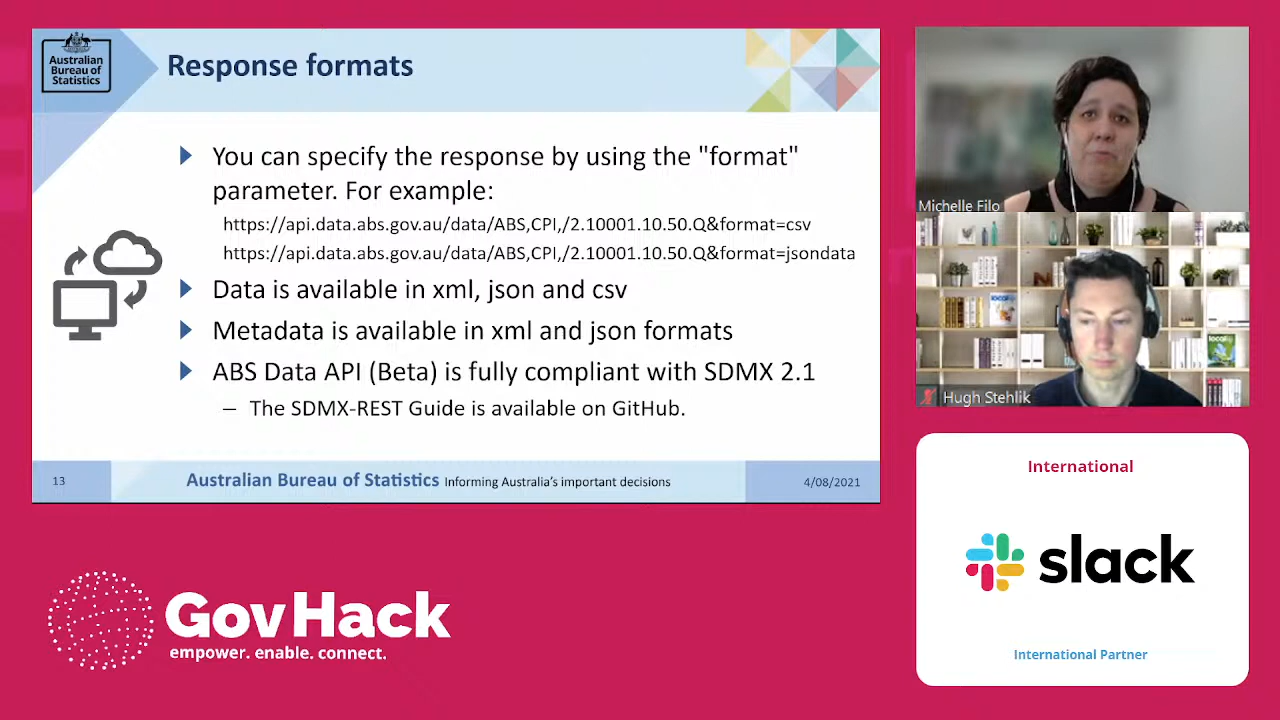 Australian
Bureau of
Statistics
Response formats
You can specify the response by using the "format"
parameter. For example:
https://api.data.abs.gov.au/data/ABS,CPI,/2.10001.10.50.Q&format=csv
https://api.data.abs.gov.au/data/ABS,CPI,/2.10001.10.50.Q&format=jsondata
Data is available in xml, json and csv
Metadata is available in xml and json formats
ABS Data API (Beta) is fully compliant with SDMX 2.1
– The SDMX-REST Guide is available on GitHub.
13
Australian Bureau of Statistics Informing Australia's important decisions
4/08/2021
Michelle Filo
local
local
Hugh Stehlik
International
slack
International Partner
GovHack
empower. enable. connect.